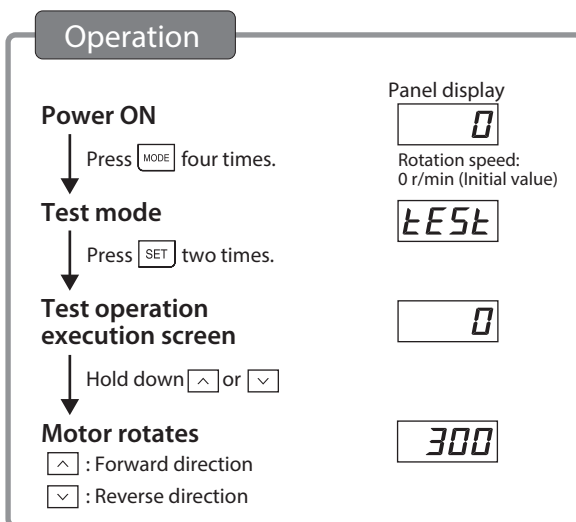 Operation
Panel display
Power ON
0
Press MODE four times.
Rotation speed:
0 r/min (Initial value)
Test mode
tESt
Press SET two times.
Test operation
execution screen
0
Hold down ^ or ˅
Motor rotates
300
^ : Forward direction
˅ : Reverse direction